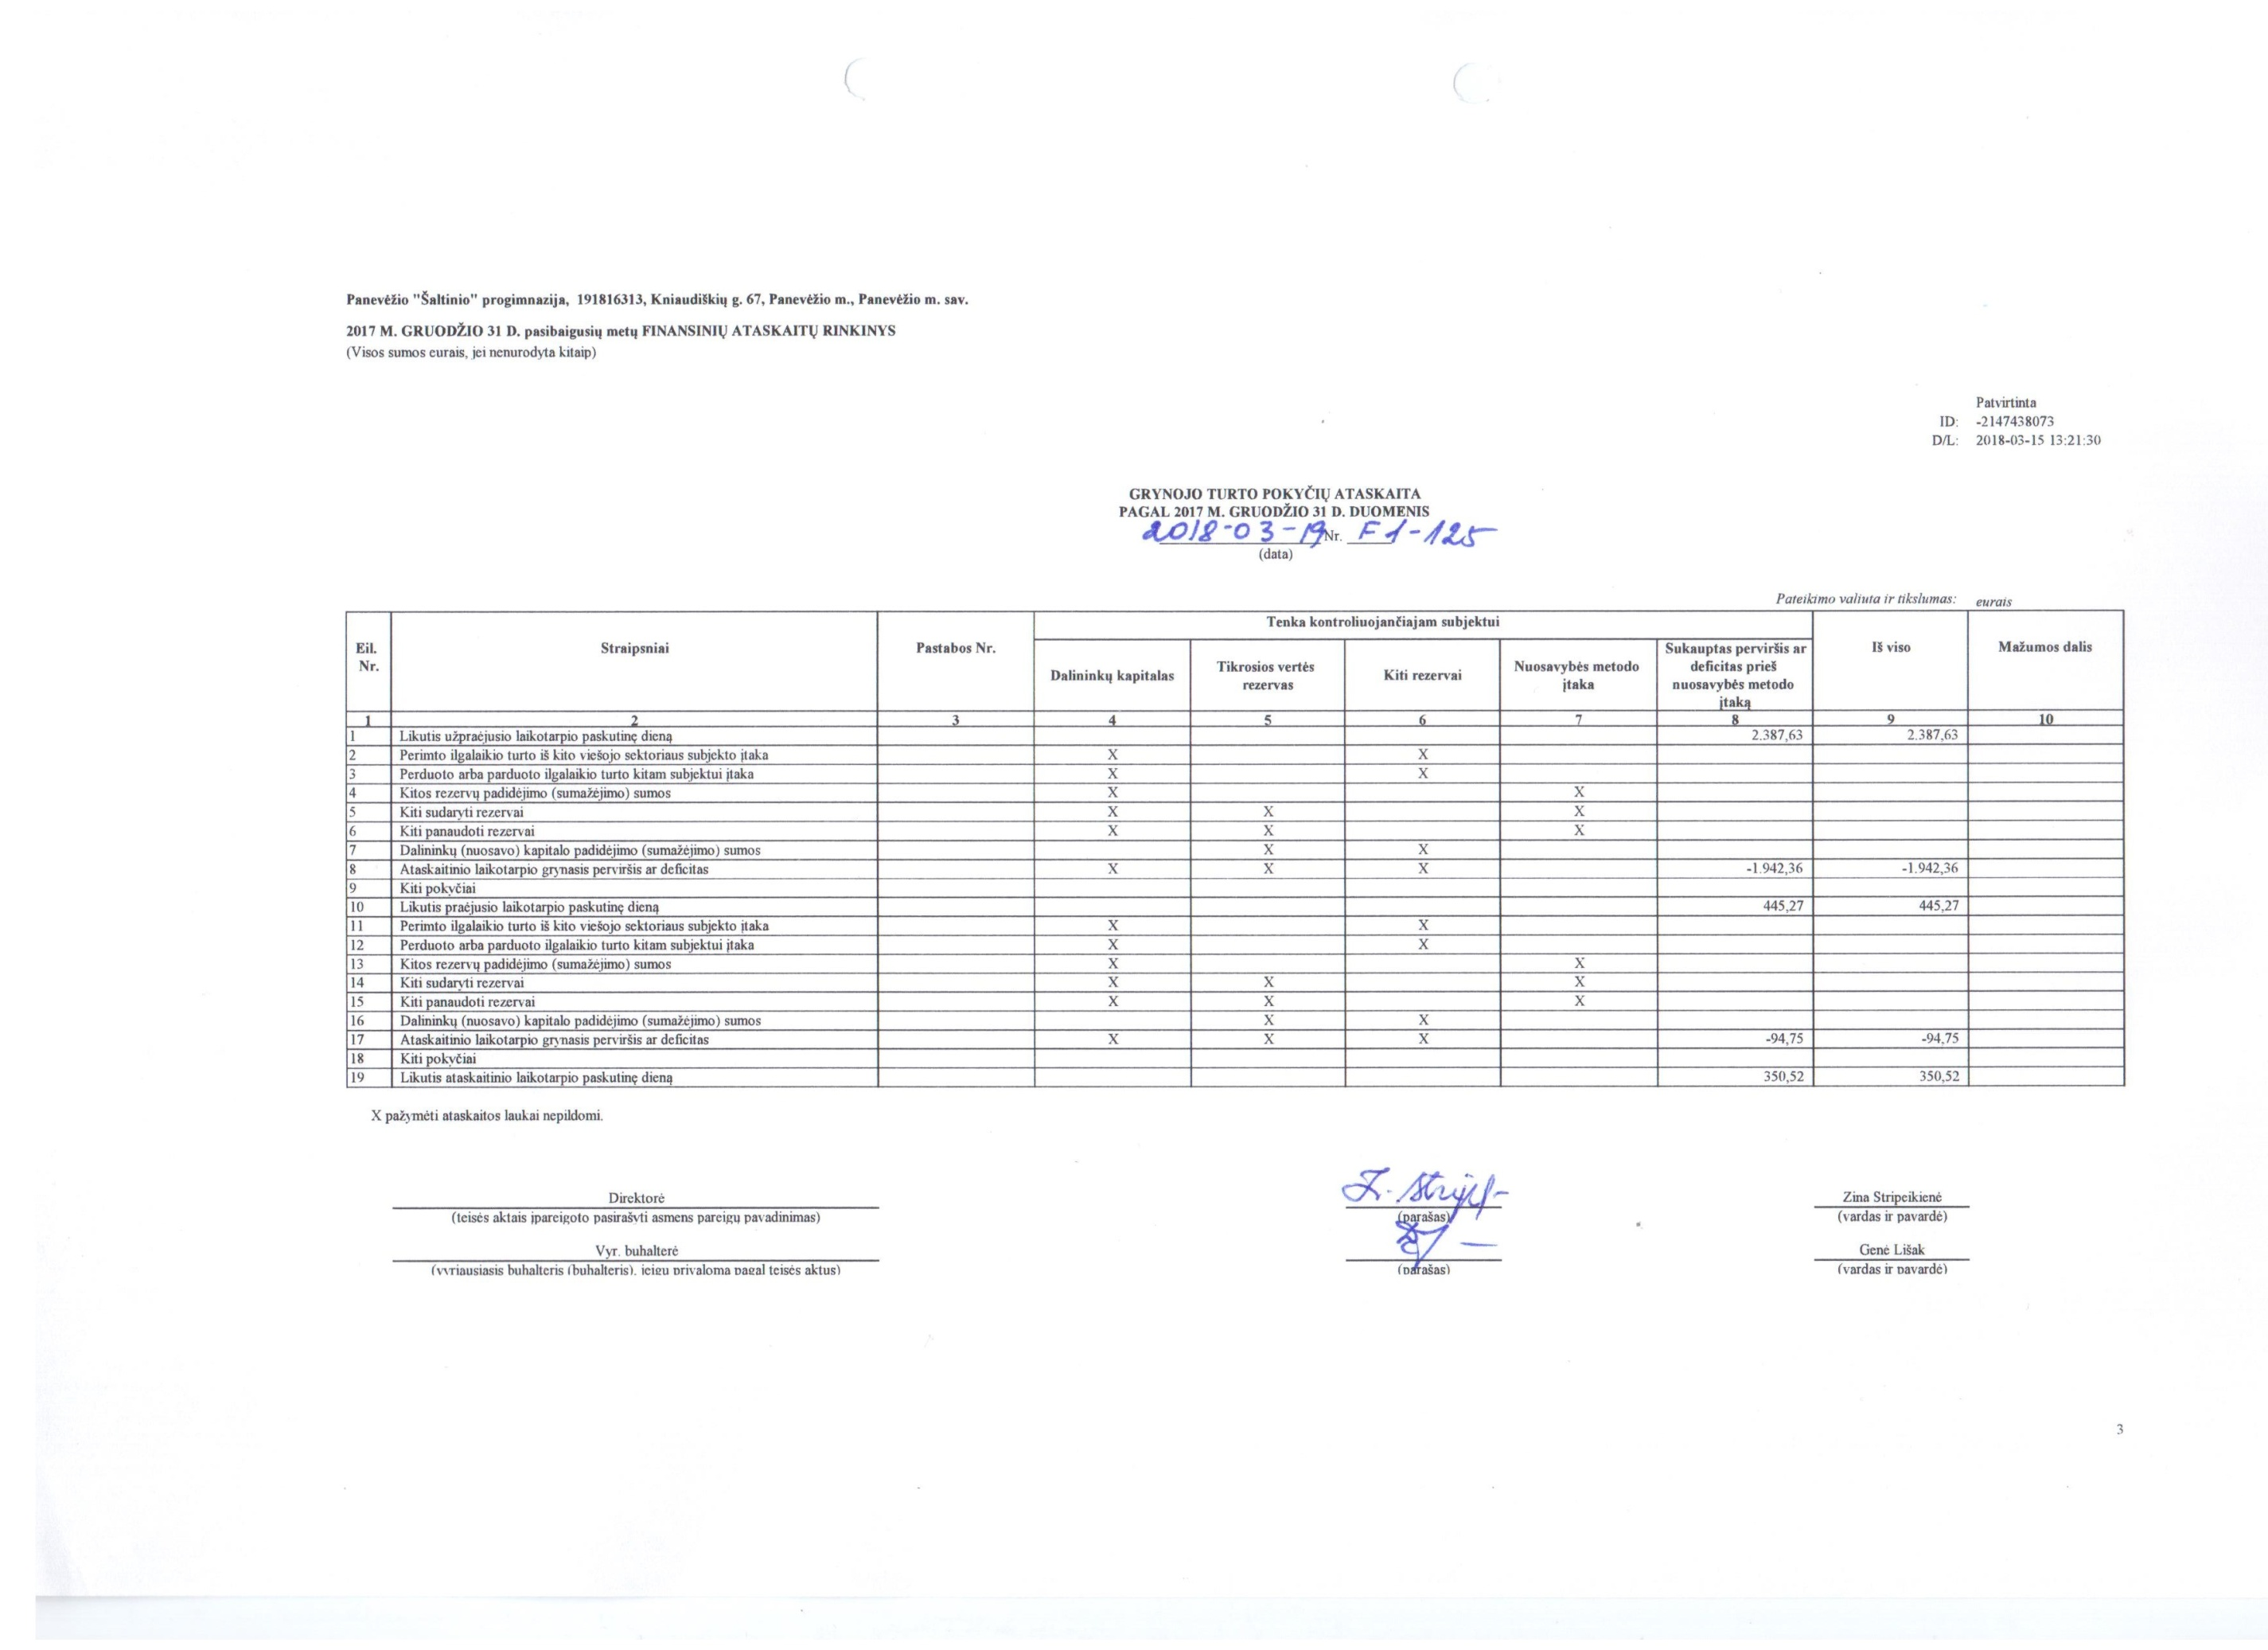 Panevėžio "Šaltinio" progimnazija, 191816313, Kniaudiškių g. 67, Panevėžio m., Panevėžio m. sav.
2017 M. GRUODŽIO 31 D. pasibaigusių metų FINANSINIŲ ATASKAITŲ RINKINYS
(Visos sumos eurais, jei nenurodyta kitaip)
Patvirtinta
ID: -2147438073
D/L: 2018-03-15 13:21:30
GRYNOJO TURTO POKYČIŲ ATASKAITA
PAGAL 2017 M. GRUODŽIO 31 D. DUOMENIS
2018-03-19 Nr. F1-125
(data)
Pateikimo valiuta ir tikslumas: eurais
Eil. Nr. Straipsniai Pastabos Nr. Tenka kontroliuojančiajam subjektui Iš viso Mažumos dalis
Dalininkų kapitalas Tikrosios vertės rezervas Kiti rezervai Nuosavybės metodo įtaka Sukauptas perviršis ar deficitas prieš nuosavybės metodo įtaką
1 2 3 4 5 6 7 8 9 10
1 Likutis užpraėjusio laikotarpio paskutinę dieną 2.387,63 2.387,63
2 Perimto ilgalaikio turto iš kito viešojo sektoriaus subjekto įtaka X X
3 Perduoto arba parduoto ilgalaikio turto kitam subjektui įtaka X X
4 Kitos rezervų padidėjimo (sumažėjimo) sumos X X
5 Kiti sudaryti rezervai X X X
6 Kiti panaudoti rezervai X X X
7 Dalininkų (nuosavo) kapitalo padidėjimo (sumažėjimo) sumos X X
8 Ataskaitinio laikotarpio grynasis perviršis ar deficitas X X X -1.942,36 -1.942,36
9 Kiti pokyčiai
10 Likutis praėjusio laikotarpio paskutinę dieną 445,27 445,27
11 Perimto ilgalaikio turto iš kito viešojo sektoriaus subjekto įtaka X X
12 Perduoto arba parduoto ilgalaikio turto kitam subjektui įtaka X X
13 Kitos rezervų padidėjimo (sumažėjimo) sumos X X
14 Kiti sudaryti rezervai X X X
15 Kiti panaudoti rezervai X X X
16 Dalininkų (nuosavo) kapitalo padidėjimo (sumažėjimo) sumos X X
17 Ataskaitinio laikotarpio grynasis perviršis ar deficitas X X X -94,75 -94,75
18 Kiti pokyčiai
19 Likutis ataskaitinio laikotarpio paskutinę dieną 350,52 350,52
X pažymėti ataskaitos laukai nepildomi.
Direktorė Zina Stripeikienė
(teisės aktais įpareigoto pasirašyti asmens pareigų pavadinimas) (parašas) (vardas ir pavardė)
Vyr. buhalterė Genė Lišak
(vyriausiasis buhalteris (buhalteris), jeigu privaloma pagal teisės aktus) (parašas) (vardas ir pavardė)
3